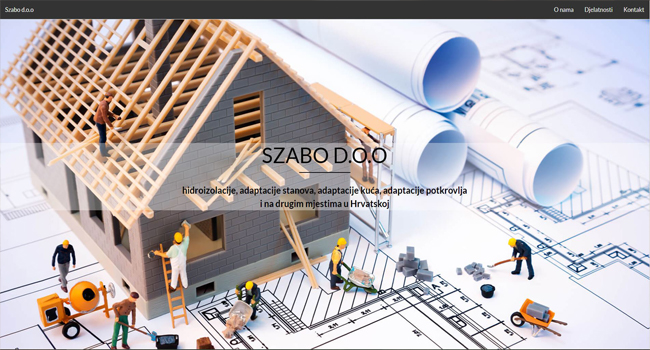 Szabo d.o.o
O nama Djelatnosti Kontakt
SZABO D.O.O
hidroizolacije, adaptacije stanova, adaptacije kuća, adaptacije potkrovlja
i na drugim mjestima u Hrvatskoj